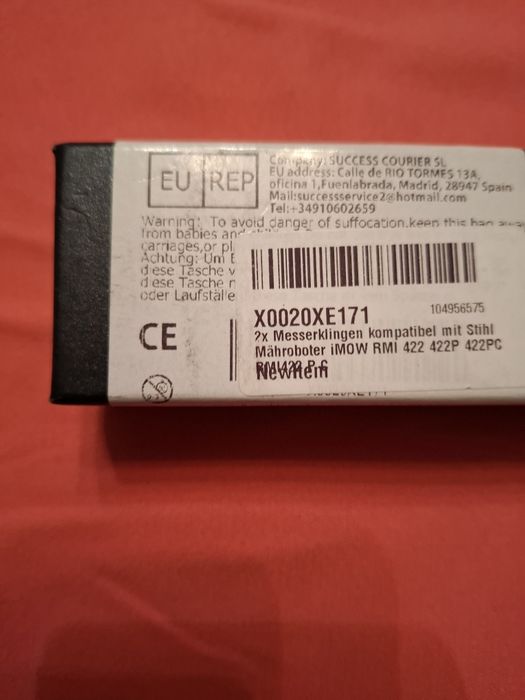 EU REP
Company: SUCCESS COURIER SL
EU address: Calle de RIO TORMES 13A,
oficina 1,Fuenlabrada, Madrid, 28947 Spain
Mail:successservice2@hotmail.com
Tel:+34910602659
Warning: To avoid danger of suffocation,keep this bag away
from babies and
carriages,or pl
Achtung: Um E
diese Tasche v
diese Tasche n
oder Laufställe
CE
X0020XE171 104956575
2x Messerklingen kompatibel mit Stihl
Mähroboter iMOW RMI 422 422P 422PC
NewItem